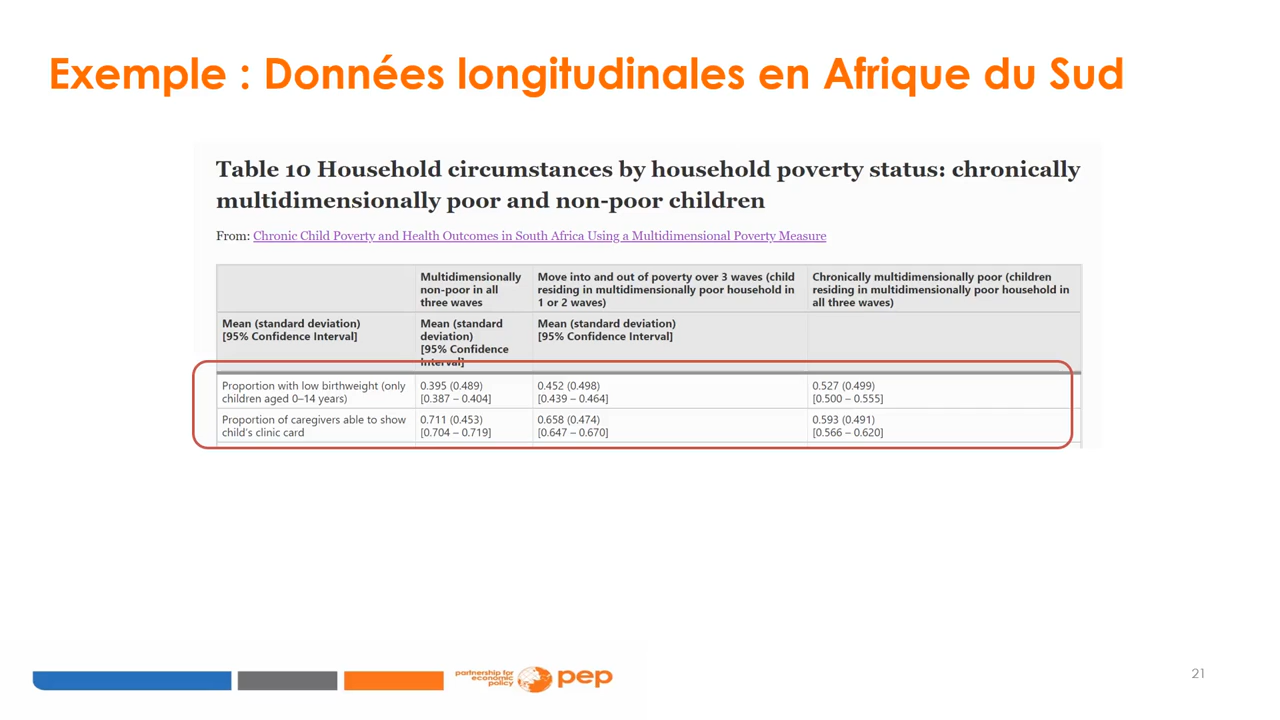 Exemple : Données longitudinales en Afrique du Sud
Table 10 Household circumstances by household poverty status: chronically
multidimensionally poor and non-poor children
From: Chronic Child Poverty and Health Outcomes in South Africa Using a Multidimensional Poverty Measure
Multidimensionally
non-poor in all
three waves
Move into and out of poverty over 3 waves (child
residing in multidimensionally poor household in
1 or 2 waves)
Chronically multidimensionally poor (children
residing in multidimensionally poor household in
all three waves)
Mean (standard deviation)
[95% Confidence Interval]
Mean (standard
deviation)
[95% Confidence
Interval]
Mean (standard deviation)
[95% Confidence Interval]
Proportion with low birthweight (only
children aged 0–14 years)
0.395 (0.489)
[0.387 – 0.404]
0.452 (0.498)
[0.439 – 0.464]
0.527 (0.499)
[0.500 – 0.555]
Proportion of caregivers able to show
child's clinic card
0.711 (0.453)
[0.704 – 0.719]
0.658 (0.474)
[0.647 – 0.670]
0.593 (0.491)
[0.566 – 0.620]
partnership for
economic
policy
pep
21